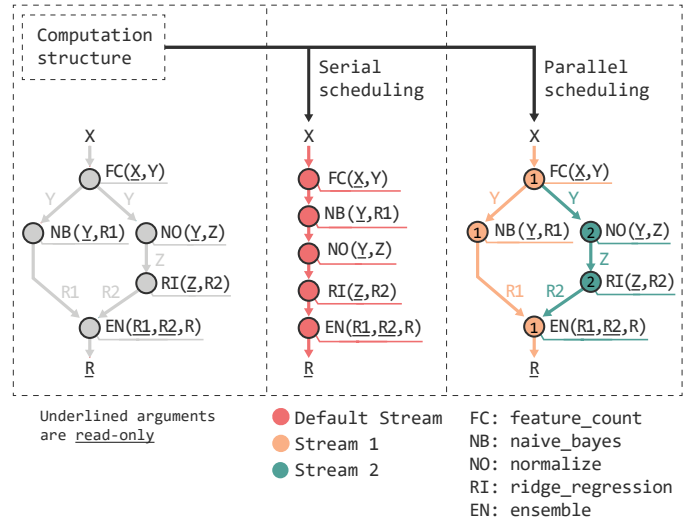 Computation
structure
Serial
scheduling
Parallel
scheduling
X
FC(X,Y)
Y
Y
NB(Y,R1)
NO(Y,Z)
Z
RI(Z,R2)
R1
R2
EN(R1,R2,R)
R
X
FC(X,Y)
NB(Y,R1)
NO(Y,Z)
RI(Z,R2)
EN(R1,R2,R)
R
X
1
FC(X,Y)
Y
Y
1
NB(Y,R1)
2
NO(Y,Z)
Z
2
RI(Z,R2)
R1
R2
1
EN(R1,R2,R)
R
Underlined arguments
are read-only
Default Stream
Stream 1
Stream 2
FC: feature_count
NB: naive_bayes
NO: normalize
RI: ridge_regression
EN: ensemble